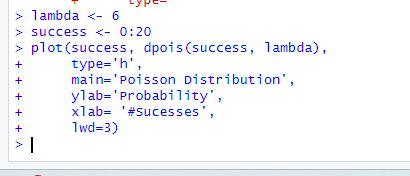 + type=
> lambda <- 6
> success <- 0:20
> plot(success, dpois(success, lambda),
+ type='h',
+ main='Poisson Distribution',
+ ylab='Probability',
+ xlab= '#Sucesses',
+ lwd=3)
>